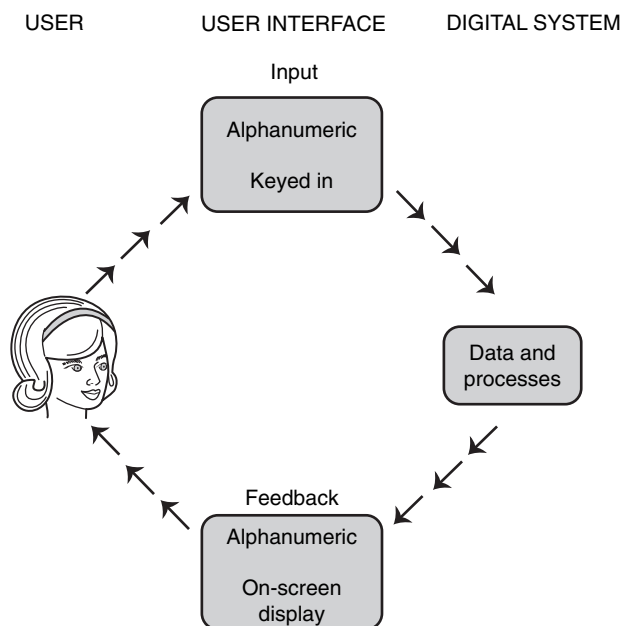 USER
USER INTERFACE
DIGITAL SYSTEM
Input
Alphanumeric
Keyed in
Data and
processes
Feedback
Alphanumeric
On-screen
display